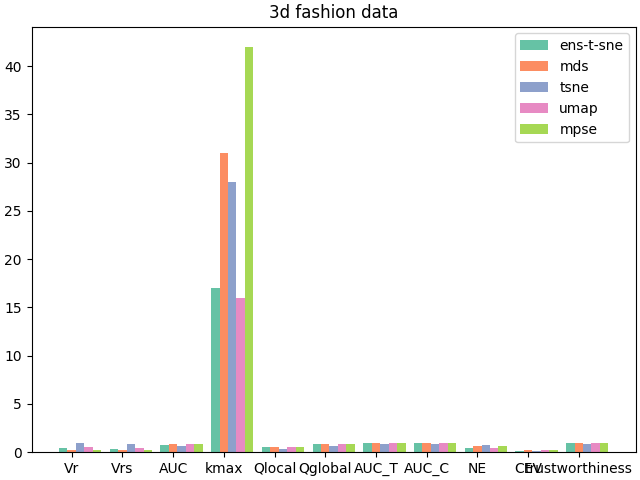 3d fashion data
ens-t-sne
mds
tsne
umap
mpse
40
35
30
25
20
15
10
5
0
Vr Vrs AUC kmax Qlocal Qglobal AUC_T AUC_C NE CEV Trustworthiness